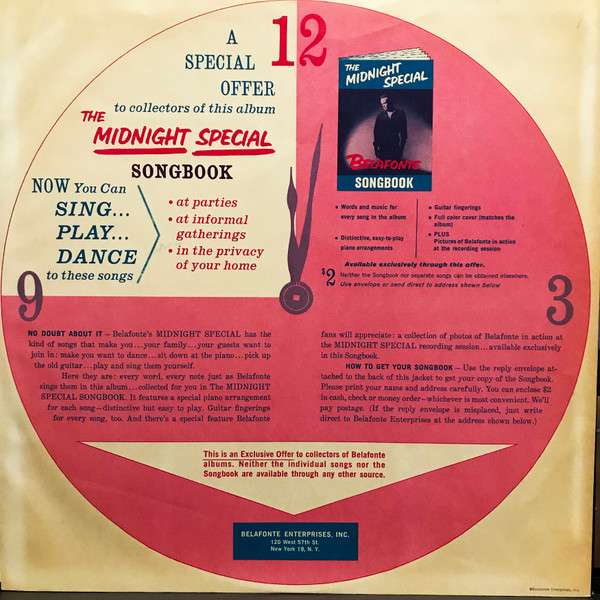 A
SPECIAL
OFFER
to collectors of this album
THE
MIDNIGHT SPECIAL
SONGBOOK
NOW You Can
SING...
PLAY...
DANCE
to these songs
• at parties
• at informal
gatherings
• in the privacy
of your home
12
THE
MIDNIGHT SPECIAL
BELAFONTE
SONGBOOK
• Words and music for
every song in the album
• Distinctive, easy-to-play
piano arrangements
• Guitar fingerings
• Full color cover (matches the
album)
• PLUS
Pictures of Belafonte in action
at the recording session
Available exclusively through this offer.
$2 Neither the Songbook nor separate songs can be obtained elsewhere.
Use envelope or send direct to address shown below!
9
3
NO DOUBT ABOUT IT — Belafonte's MIDNIGHT SPECIAL has the
kind of songs that make you...your family...your guests want to
join in: make you want to dance...sit down at the piano...pick up
the old guitar...play and sing them yourself.
Here they are: every word, every note just as Belafonte
sings them in this album...collected for you in The MIDNIGHT
SPECIAL SONGBOOK. It features a special piano arrangement
for each song—distinctive but easy to play. Guitar fingerings
for every song, too. And there's a special feature Belafonte
fans will appreciate: a collection of photos of Belafonte in action at
the MIDNIGHT SPECIAL recording session...available exclusively
in this Songbook.
HOW TO GET YOUR SONGBOOK — Use the reply envelope at-
tached to the back of this jacket to get your copy of the Songbook.
Please print your name and address carefully. You can enclose $2
in cash, check or money order—whichever is most convenient. We'll
pay postage. (If the reply envelope is misplaced, just write
direct to Belafonte Enterprises at the address shown below.)
This is an Exclusive Offer to collectors of Belafonte
albums. Neither the individual songs nor the
Songbook are available through any other source.
BELAFONTE ENTERPRISES, INC.
120 West 57th St.
New York 19, N. Y.
©Belafonte Enterprises, Inc.